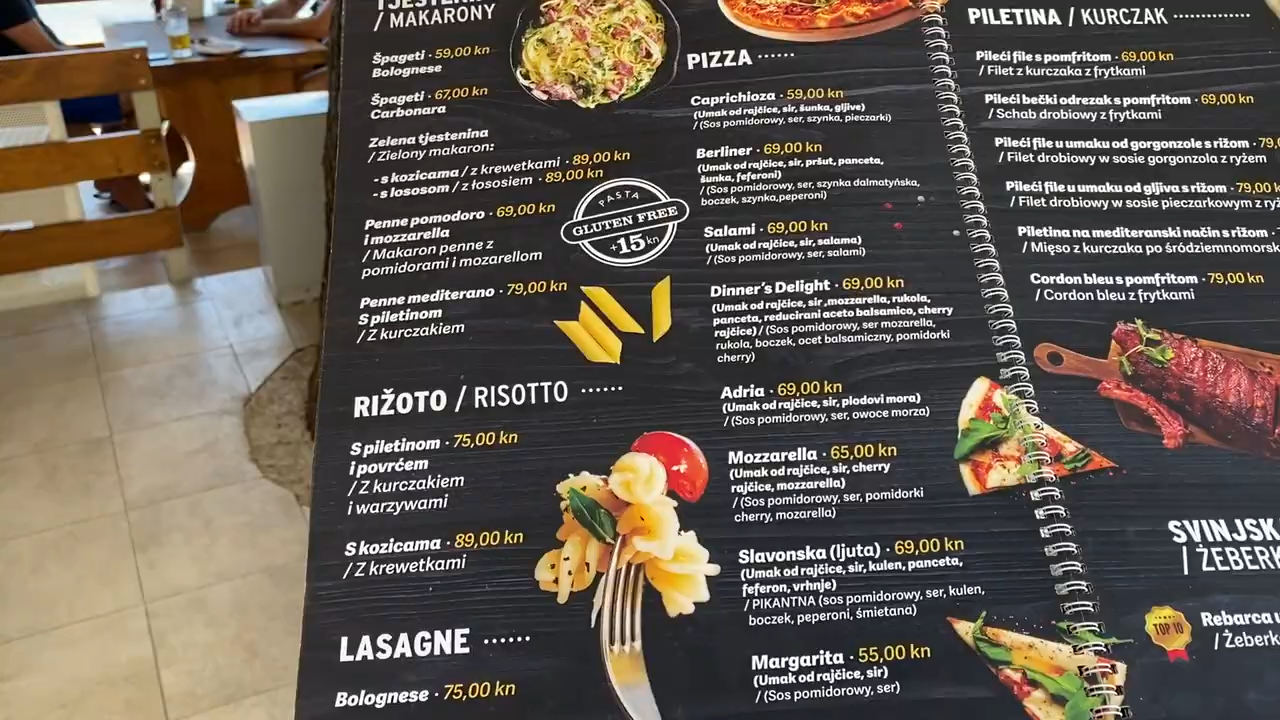 / MAKARONY
Špageti · 59,00 kn
Bolognese
Špageti · 67,00 kn
Carbonara
Zelena tjestenina
/ Zielony makaron:
- s kozicama / z krewetkami · 89,00 kn
- s lososom / z łososiem · 89,00 kn
Penne pomodoro · 69,00 kn
i mozzarella
/ Makaron penne z
pomidorami i mozarellom
Penne mediterano · 79,00 kn
S piletinom
/ Z kurczakiem
PASTA
GLUTEN FREE
+15 kn
RIŽOTO / RISOTTO ······
S piletinom · 75,00 kn
i povrćem
/ Z kurczakiem
i warzywami
S kozicama · 89,00 kn
/ Z krewetkami
LASAGNE ······
Bolognese · 75,00 kn
PIZZA ······
Caprichioza · 59,00 kn
(Umak od rajčice, sir, šunka, gljive)
/ (Sos pomidorowy, ser, szynka, pieczarki)
Berliner · 69,00 kn
(Umak od rajčice, sir, pršut, panceta,
šunka, feferoni)
/ (Sos pomidorowy, ser, szynka dalmatyńska,
boczek, szynka,peperoni)
Salami · 69,00 kn
(Umak od rajčice, sir, salama)
/ (Sos pomidorowy, ser, salami)
Dinner's Delight · 69,00 kn
(Umak od rajčice, sir ,mozzarella, rukola,
panceta, reducirani aceto balsamico, cherry
rajčice) / (Sos pomidorowy, ser mozarella,
rukola, boczek, ocet balsamiczny, pomidorki
cherry)
Adria · 69,00 kn
(Umak od rajčice, sir, plodovi mora)
/ (Sos pomidorowy, ser, owoce morza)
Mozzarella · 65,00 kn
(Umak od rajčice, sir, cherry
rajčice, mozzarella)
/ (Sos pomidorowy, ser, pomidorki
cherry, mozarella)
Slavonska (ljuta) · 69,00 kn
(Umak od rajčice, sir, kulen, panceta,
feferon, vrhnje)
/ PIKANTNA (sos pomidorowy, ser, kulen,
boczek, peperoni, śmietana)
Margarita · 55,00 kn
(Umak od rajčice, sir)
/ (Sos pomidorowy, ser)
PILETINA / KURCZAK
Pileći file s pomfritom · 69,00 kn
/ Filet z kurczaka z frytkami
Pileći bečki odrezak s pomfritom · 69,00 kn
/ Schab drobiowy z frytkami
Pileći file u umaku od gorgonzole s rižom · 79,0
/ Filet drobiowy w sosie gorgonzola z ryżem
Pileći file u umaku od gljiva s rižom · 79,00 k
/ Filet drobiowy w sosie pieczarkowym z ryż
Piletina na mediteranski način s rižom ·
/ Mięso z kurczaka po śródziemnomorsk
Cordon bleu s pomfritom · 79,00 kn
/ Cordon bleu z frytkami
SVINJSK
/ ŻEBERK
TOP 10
Rebarca u
/ Żeberk